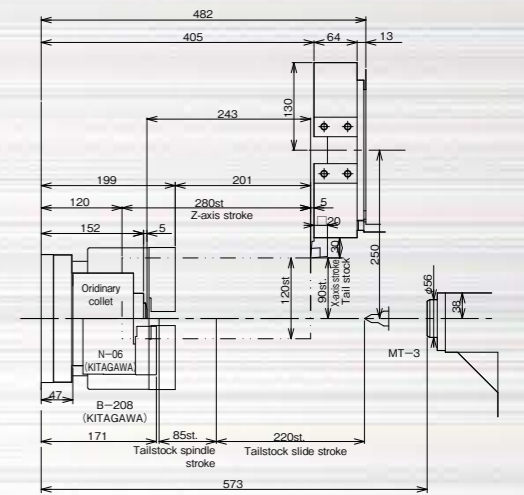 482
405
64
13
130
243
199
201
120
280st
Z-axis stroke
5
□20
152
5
30
250
Oridinary
collet
120st
90st.
X-axis stroke
Tail stock
φ56
38
N-06
(KITAGAWA)
MT-3
47
B-208
(KITAGAWA)
171
85st.
220st.
Tailstock spindle
stroke
Tailstock slide stroke
573